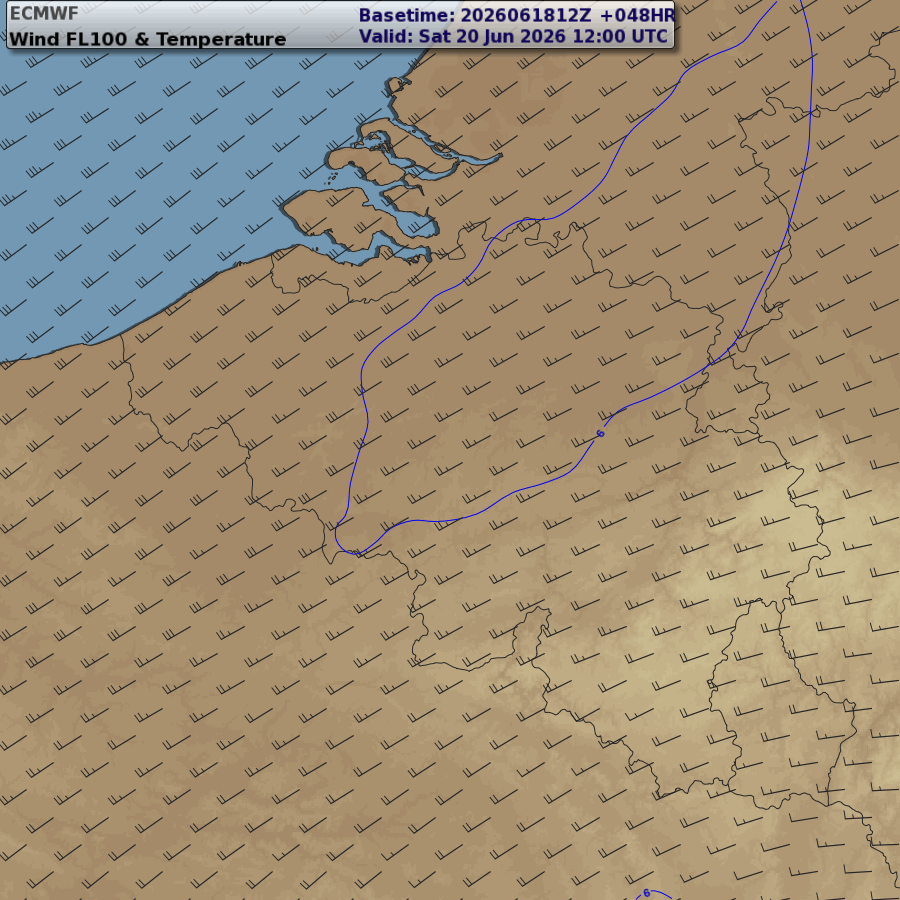 ECMWF
Basetime: 2026061812Z +048HR
Wind FL100 & Temperature
Valid: Sat 20 Jun 2026 12:00 UTC
6
6